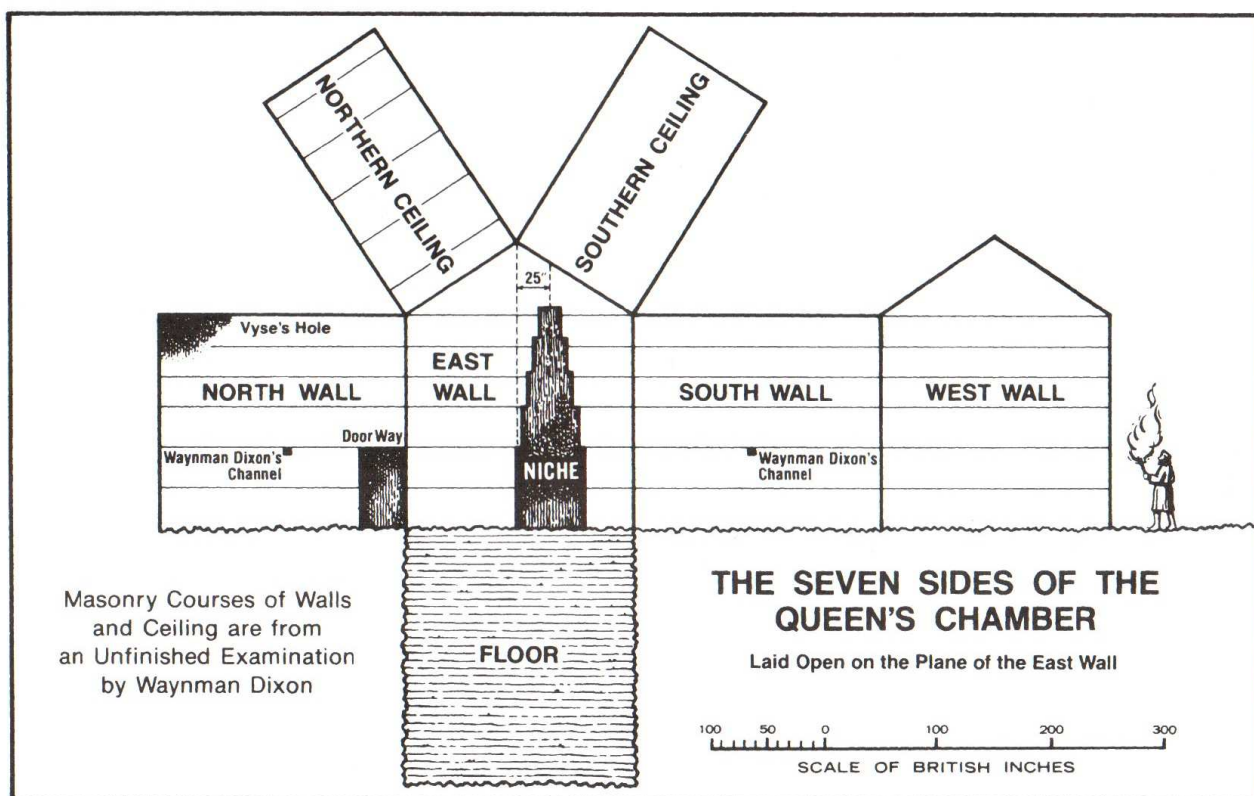 NORTHERN CEILING
SOUTHERN CEILING
25"
Vyse's Hole
NORTH WALL
EAST
WALL
SOUTH WALL
WEST WALL
Door Way
Waynman Dixon's
Channel
NICHE
Waynman Dixon's
Channel
Masonry Courses of Walls
and Ceiling are from
an Unfinished Examination
by Waynman Dixon
FLOOR
THE SEVEN SIDES OF THE
QUEEN'S CHAMBER
Laid Open on the Plane of the East Wall
100 50 0 100 200 300
SCALE OF BRITISH INCHES